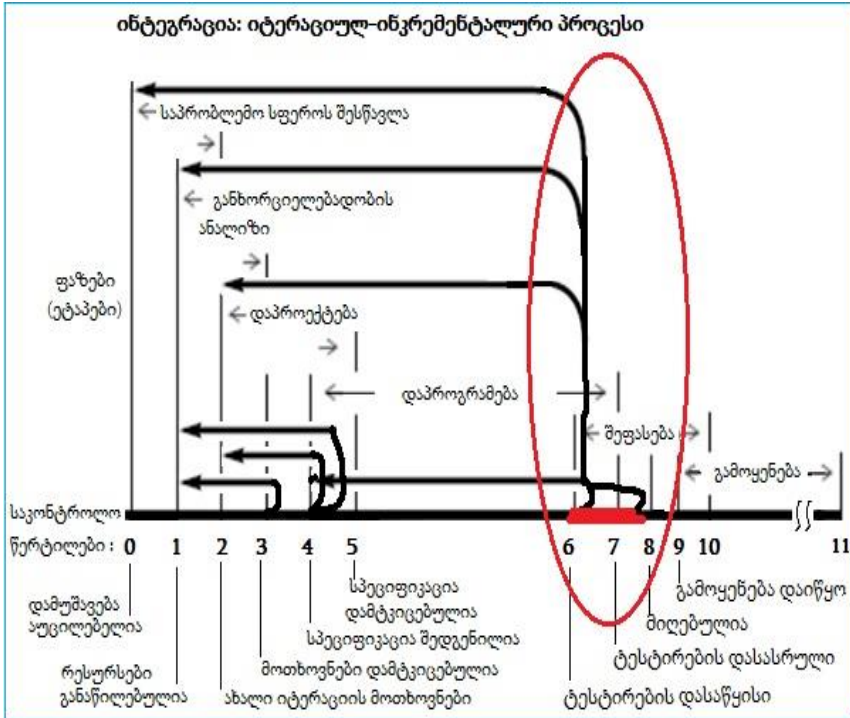 ინტეგრაცია: იტერაციულ-ინკრემენტალური პროცესი
საპრობლემო სფეროს შესწავლა
განხორციელებადობის
ანალიზი
ფაზები
(ეტაპები)
დაპროექტება
დაპროგრამება
შეფასება
გამოყენება
საკონტროლო
წერტილები : 0 1 2 3 4 5 6 7 8 9 10 11
დამუშავება
აუცილებელია
რესურსები
განაწილებულია
ახალი იტერაციის მოთხოვნები
მოთხოვნები დამტკიცებულია
სპეციფიკაცია შედგენილია
სპეციფიკაცია
დამტკიცებულია
ტესტირების დასაწყისი
ტესტირების დასასრული
მიღებულია
გამოყენება დაიწყო